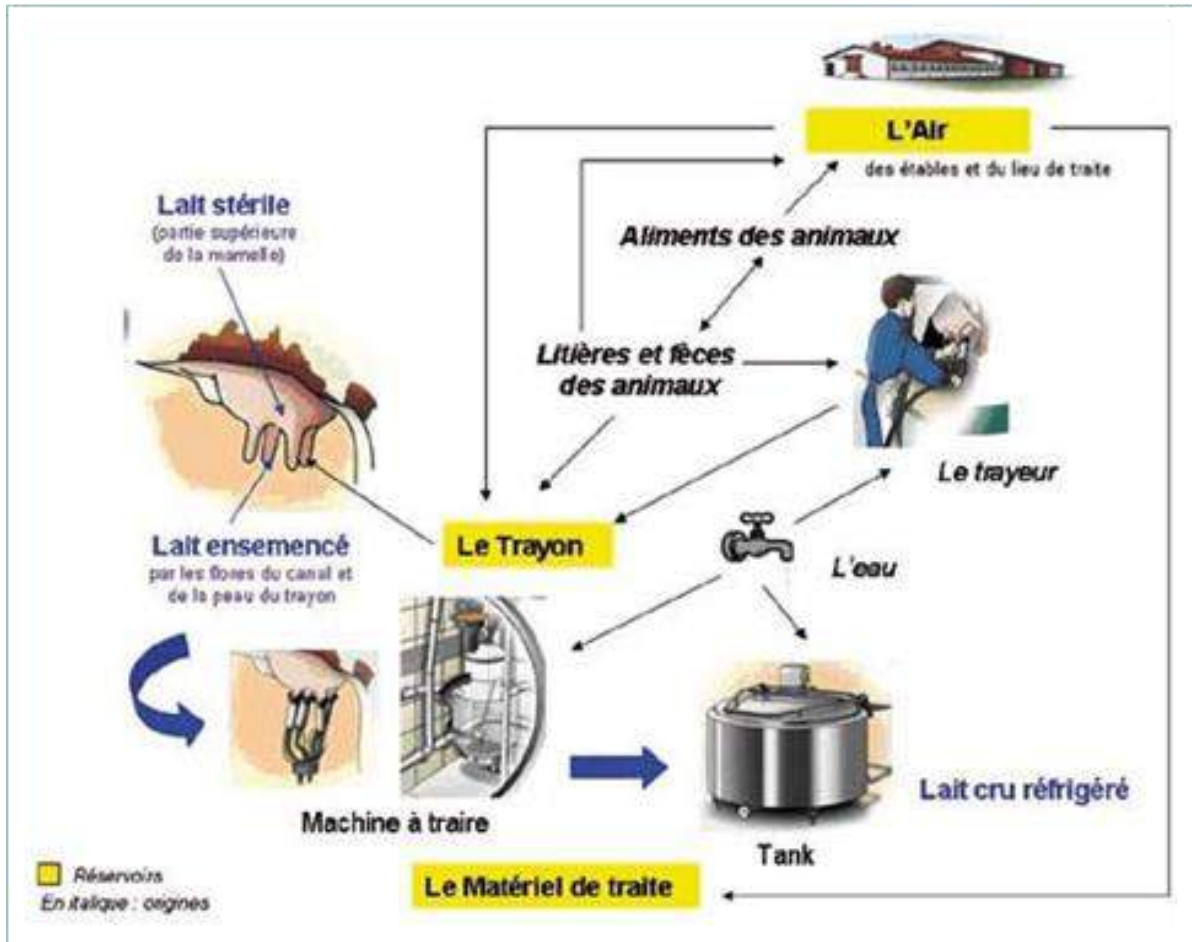 L'Air
des étables et du lieu de traite
Lait stérile
(partie supérieure
de la mamelle)
Aliments des animaux
Litières et fèces
des animaux
Le trayeur
Lait ensemencé
par les flores du canal et
de la peau du trayon
Le Trayon
L'eau
Machine à traire
Tank
Lait cru réfrigéré
Le Matériel de traite
Réservoirs
En italique : origines